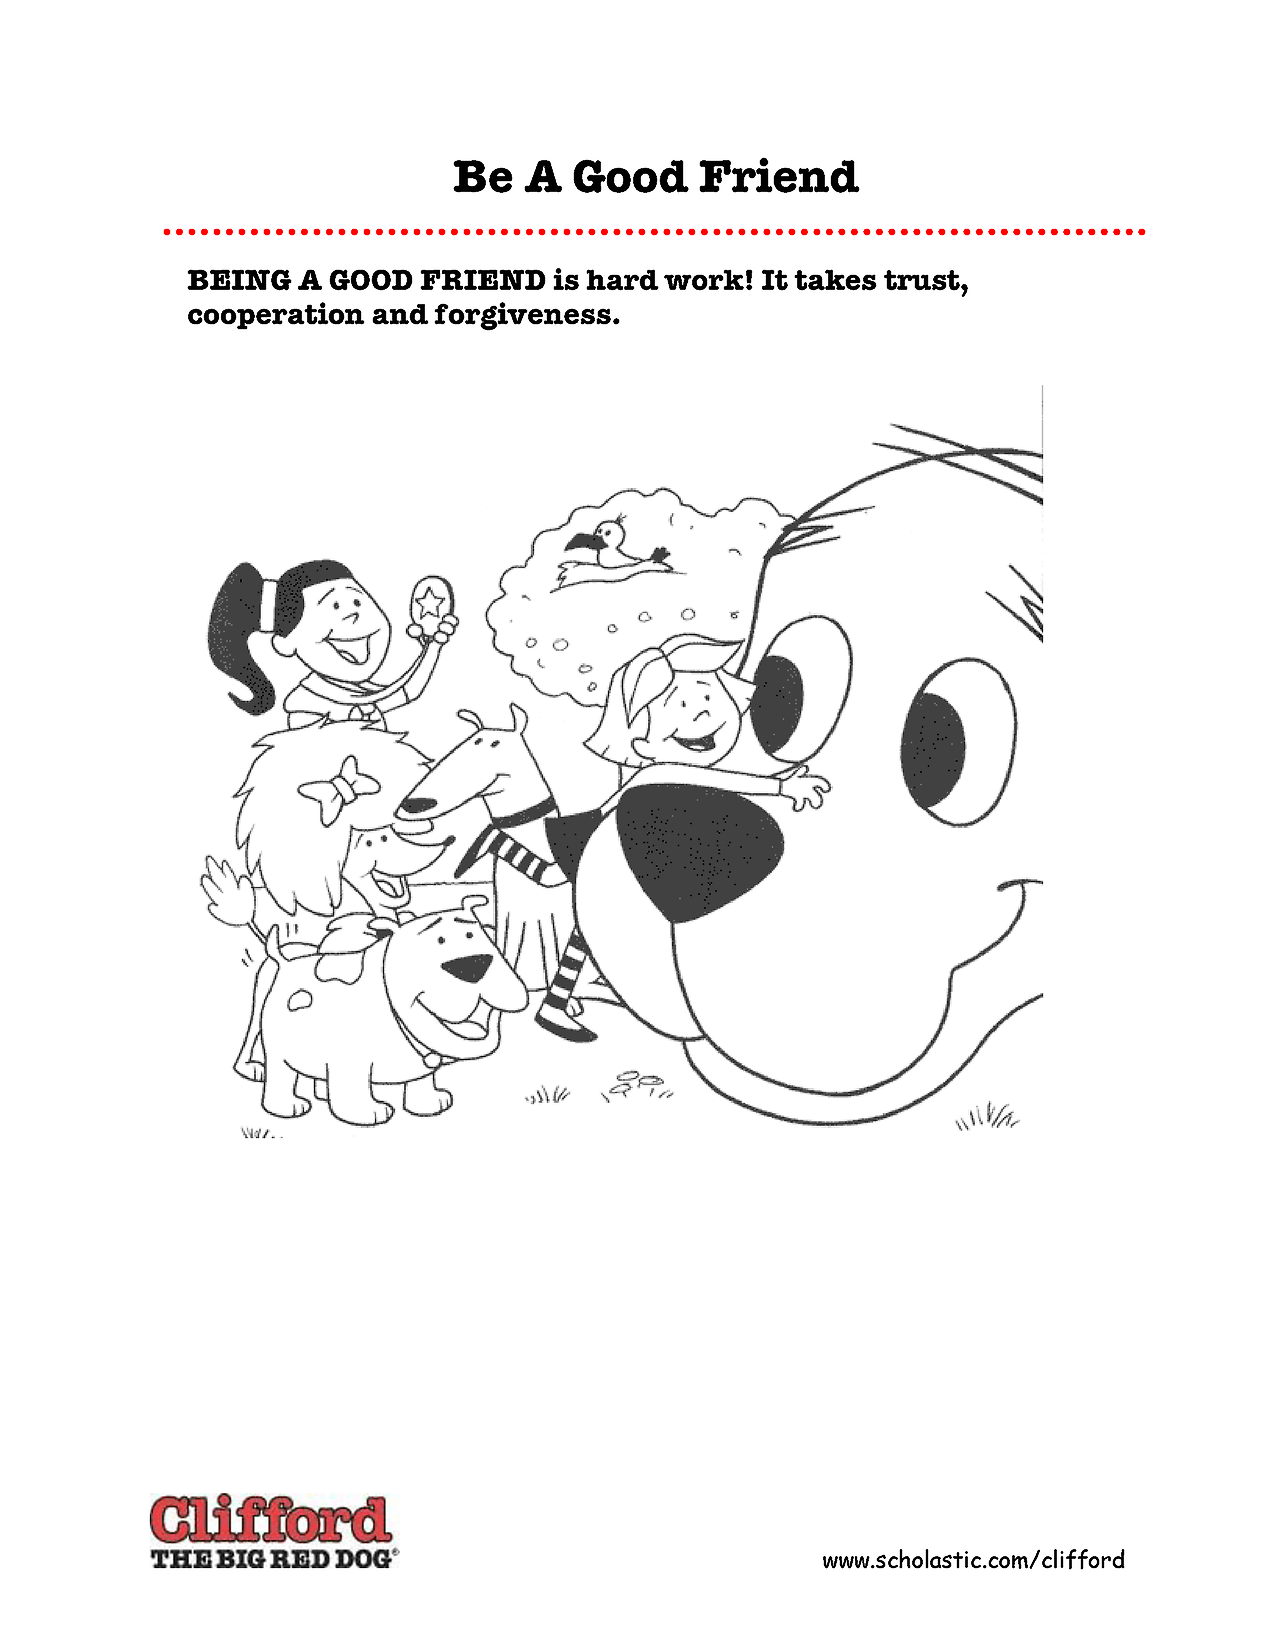 Be A Good Friend
BEING A GOOD FRIEND is hard work! It takes trust,
cooperation and forgiveness.
Clifford
THE BIG RED DOG®
www.scholastic.com/clifford